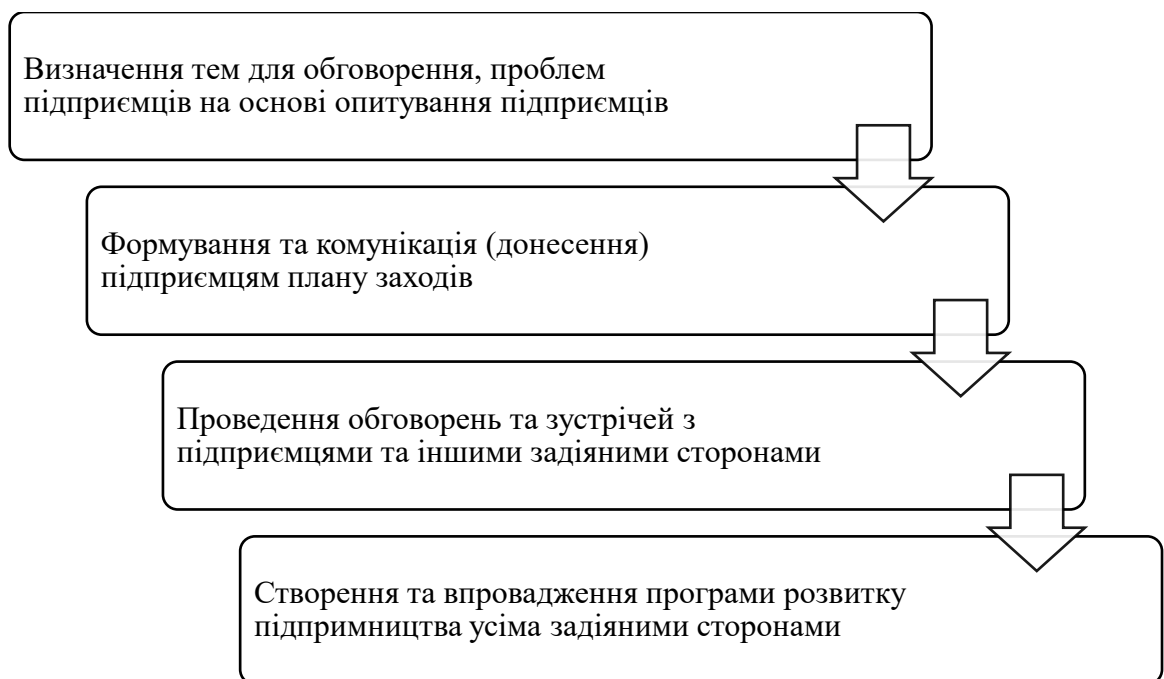 Визначення тем для обговорення, проблем
підприємців на основі опитування підприємців
Формування та комунікація (донесення)
підприємцям плану заходів
Проведення обговорень та зустрічей з
підприємцями та іншими задіяними сторонами
Створення та впровадження програми розвитку
підпримництва усіма задіяними сторонами